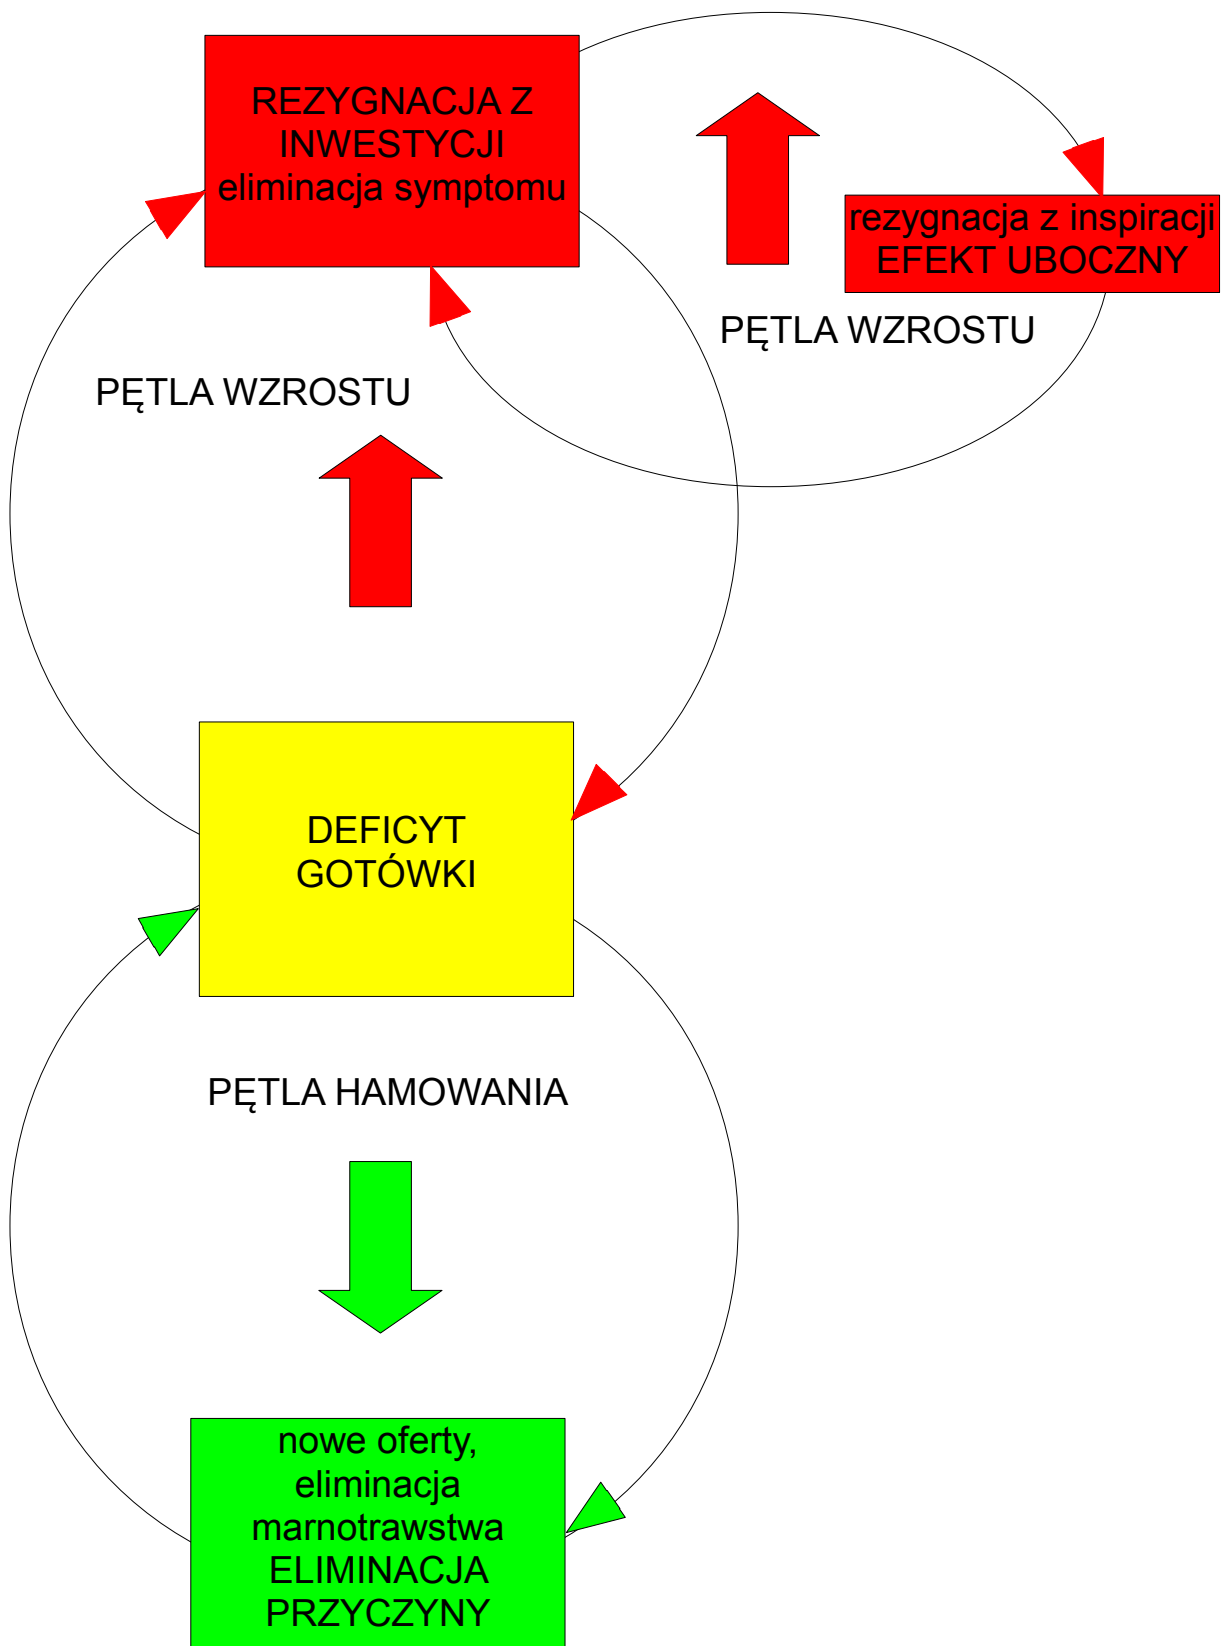 REZYGNACJA Z
INWESTYCJI
eliminacja symptomu
rezygnacja z inspiracji
EFEKT UBOCZNY
PĘTLA WZROSTU
PĘTLA WZROSTU
DEFICYT
GOTÓWKI
PĘTLA HAMOWANIA
nowe oferty,
eliminacja
marnotrawstwa
ELIMINACJA
PRZYCZYNY